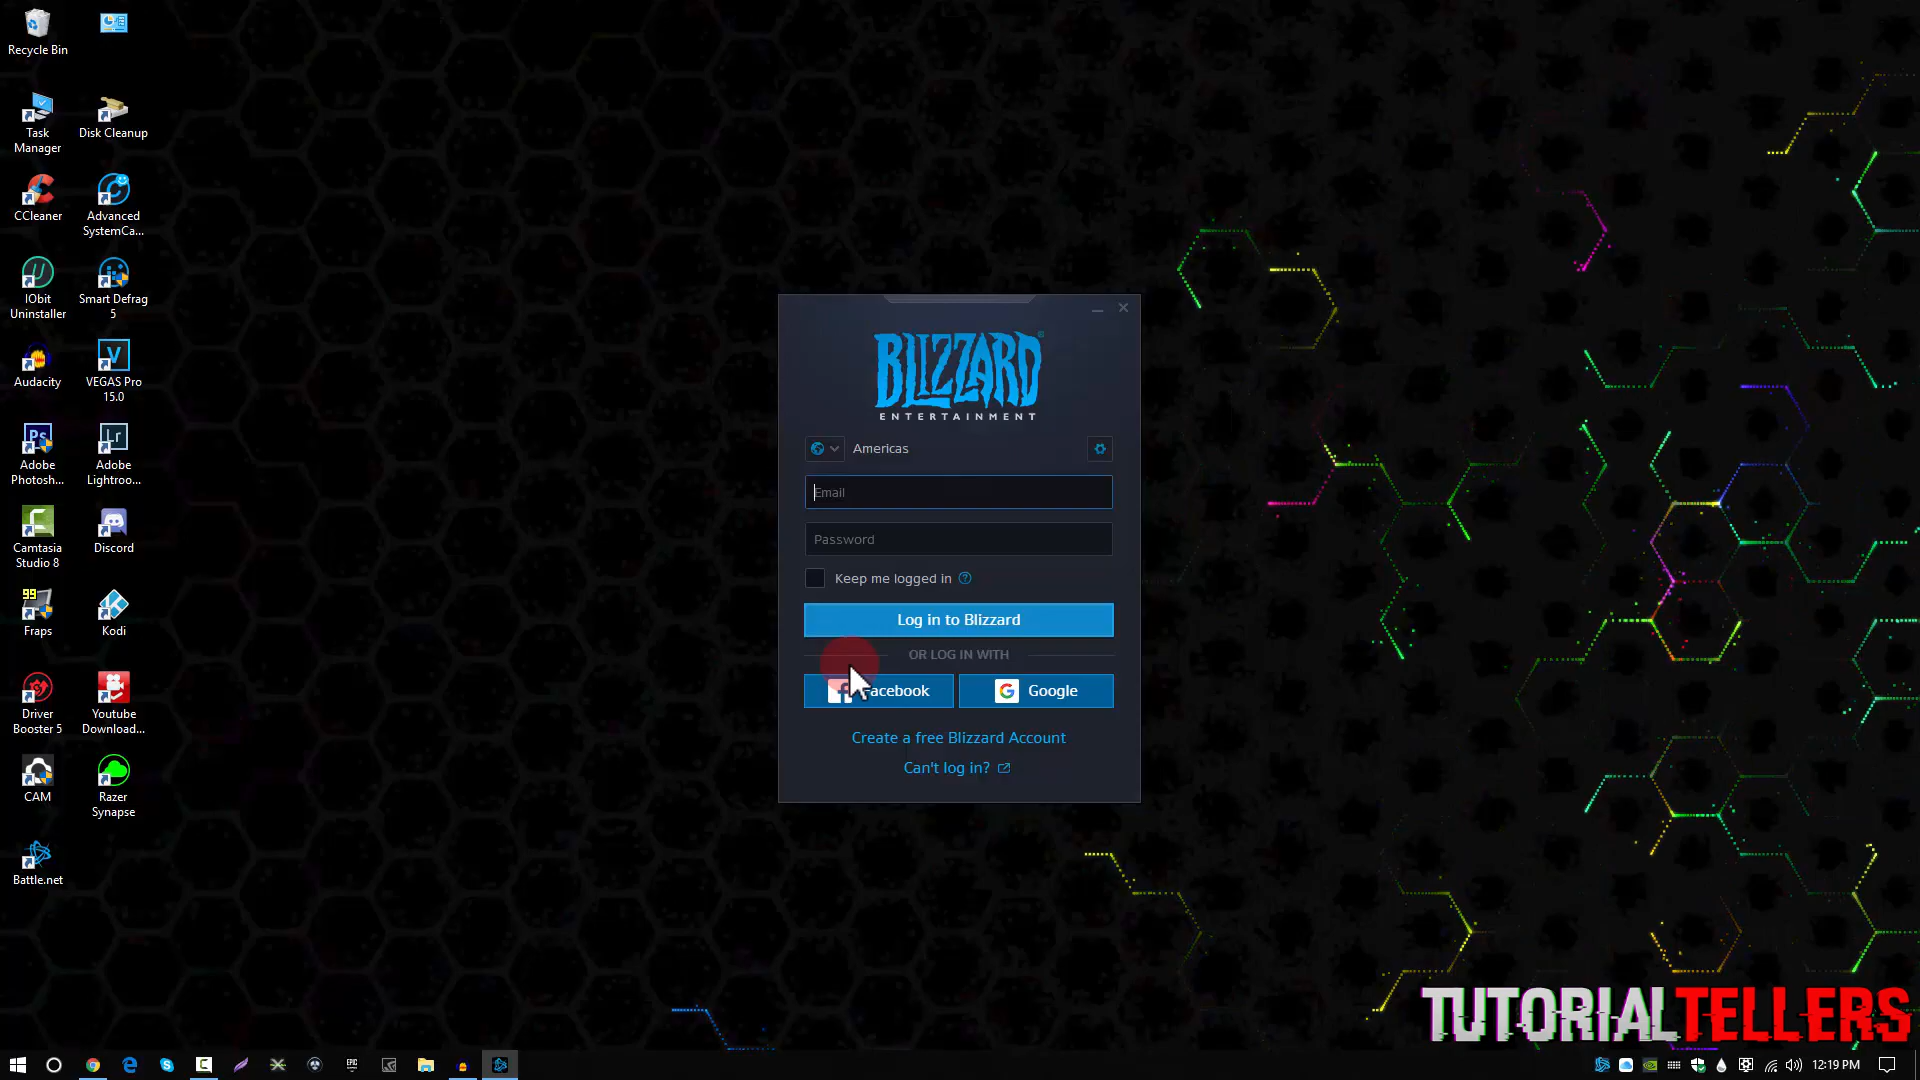 Recycle Bin
Task
Manager
Disk Cleanup
CCleaner
Advanced
SystemCa...
IObit
Uninstaller
Smart Defrag
5
Audacity
VEGAS Pro
15.0
Adobe
Photosh...
Adobe
Lightroo...
Camtasia
Studio 8
Discord
99
Fraps
Kodi
Driver
Booster 5
Youtube
Download...
CAM
Razer
Synapse
Battle.net
BLIZZARD®
ENTERTAINMENT
Americas
Email
Password
Keep me logged in ?
Log in to Blizzard
OR LOG IN WITH
acebook
Google
Create a free Blizzard Account
Can't log in?
TUTORIALTELLERS
EPIC
12:19 PM